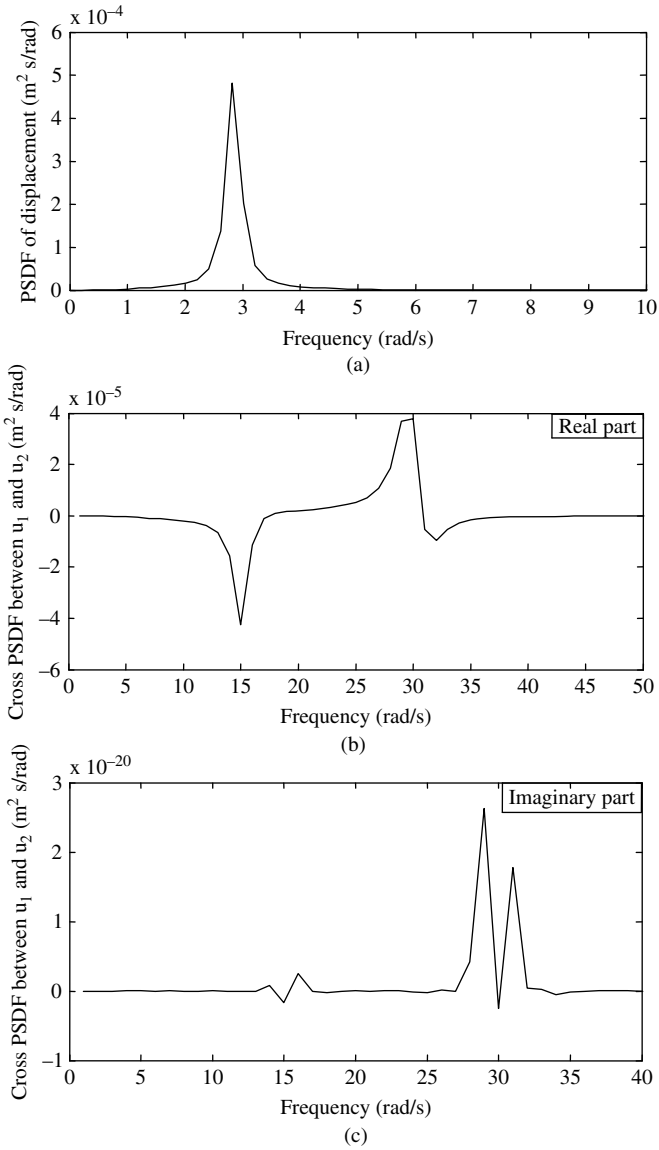 x 10–4
6
5
4
3
2
1
0
PSDF of displacement (m2 s/rad)
0 1 2 3 4 5 6 7 8 9 10
Frequency (rad/s)
(a)
x 10–5
4
2
0
–2
–4
–6
Cross PSDF between u1 and u2 (m2 s/rad)
Real part
0 5 10 15 20 25 30 35 40 45 50
Frequency (rad/s)
(b)
x 10–20
3
2
1
0
–1
Cross PSDF between u1 and u2 (m2 s/rad)
Imaginary part
0 5 10 15 20 25 30 35 40
Frequency (rad/s)
(c)